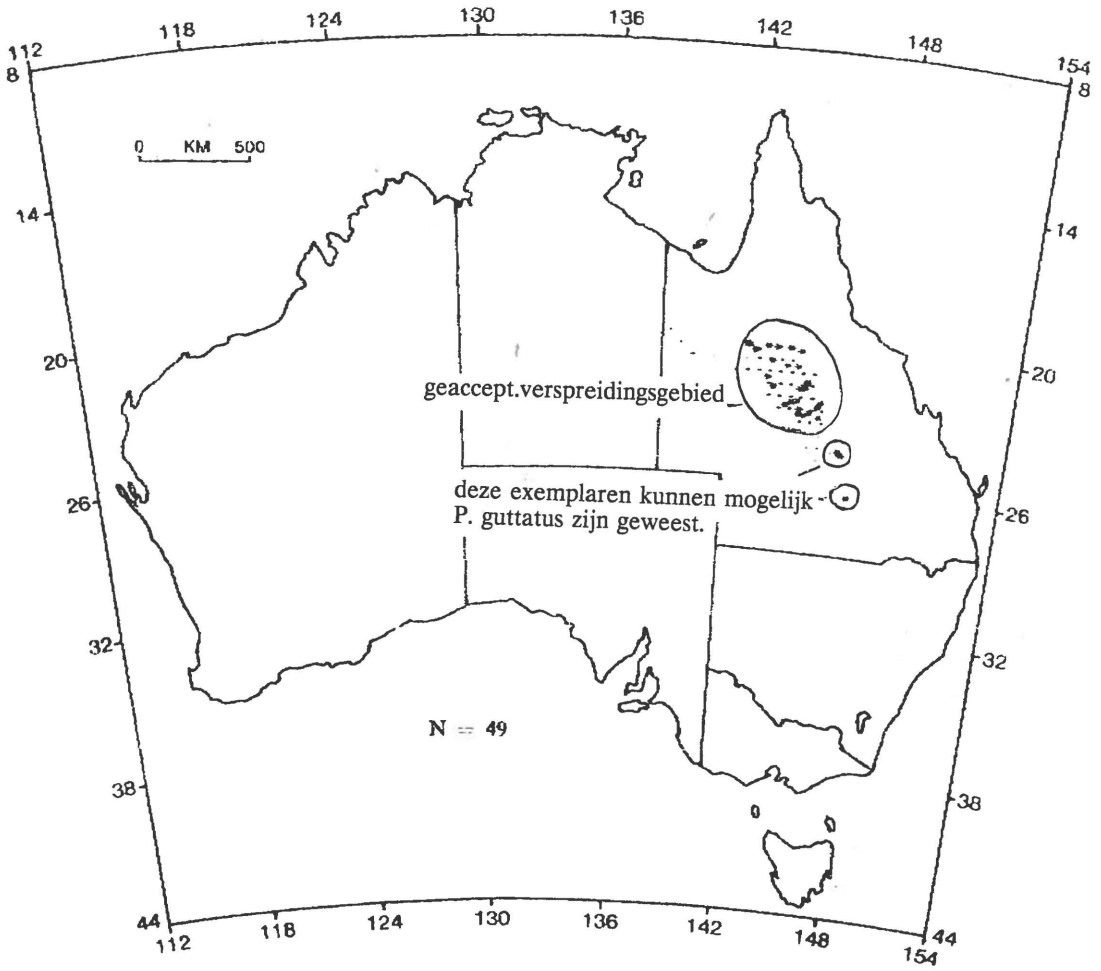 112 118 124 130 136 142 148 154
8 8
0 KM 500
14 14
20 20
geaccept.verspreidingsgebied
deze exemplaren kunnen mogelijk
P. guttatus zijn geweest.
26 26
32 32
N = 49
38 38
44 44
112 118 124 130 136 142 148 154